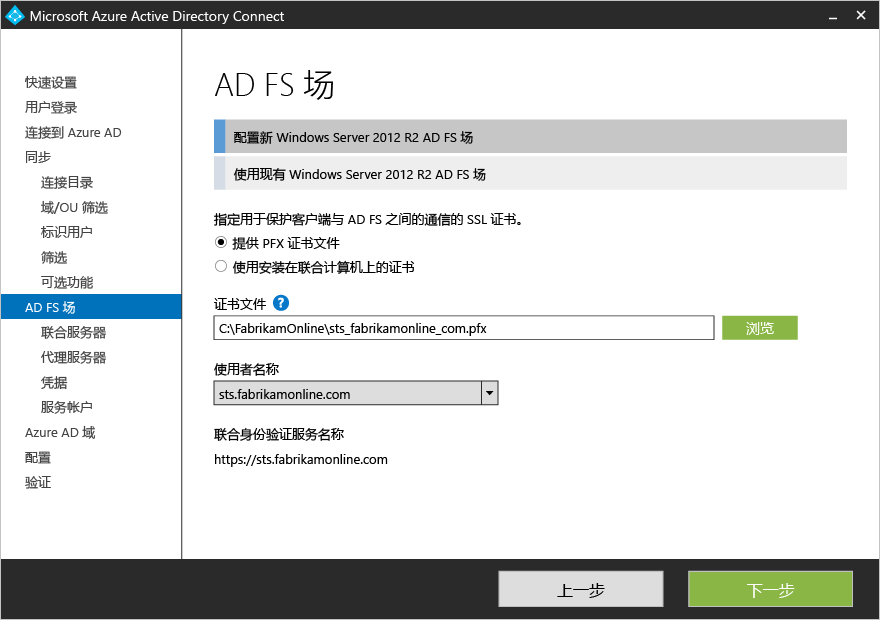 Microsoft Azure Active Directory Connect
快速设置
用户登录
连接到 Azure AD
同步
连接目录
域/OU 筛选
标识用户
筛选
可选功能
AD FS 场
联合服务器
代理服务器
凭据
服务帐户
Azure AD 域
配置
验证
AD FS 场
配置新 Windows Server 2012 R2 AD FS 场
使用现有 Windows Server 2012 R2 AD FS 场
指定用于保护客户端与 AD FS 之间的通信的 SSL 证书。
提供 PFX 证书文件
使用安装在联合计算机上的证书
证书文件 ?
C:\FabrikamOnline\sts_fabrikamonline_com.pfx
浏览
使用者名称
sts.fabrikamonline.com
联合身份验证服务名称
https://sts.fabrikamonline.com
上一步
下一步